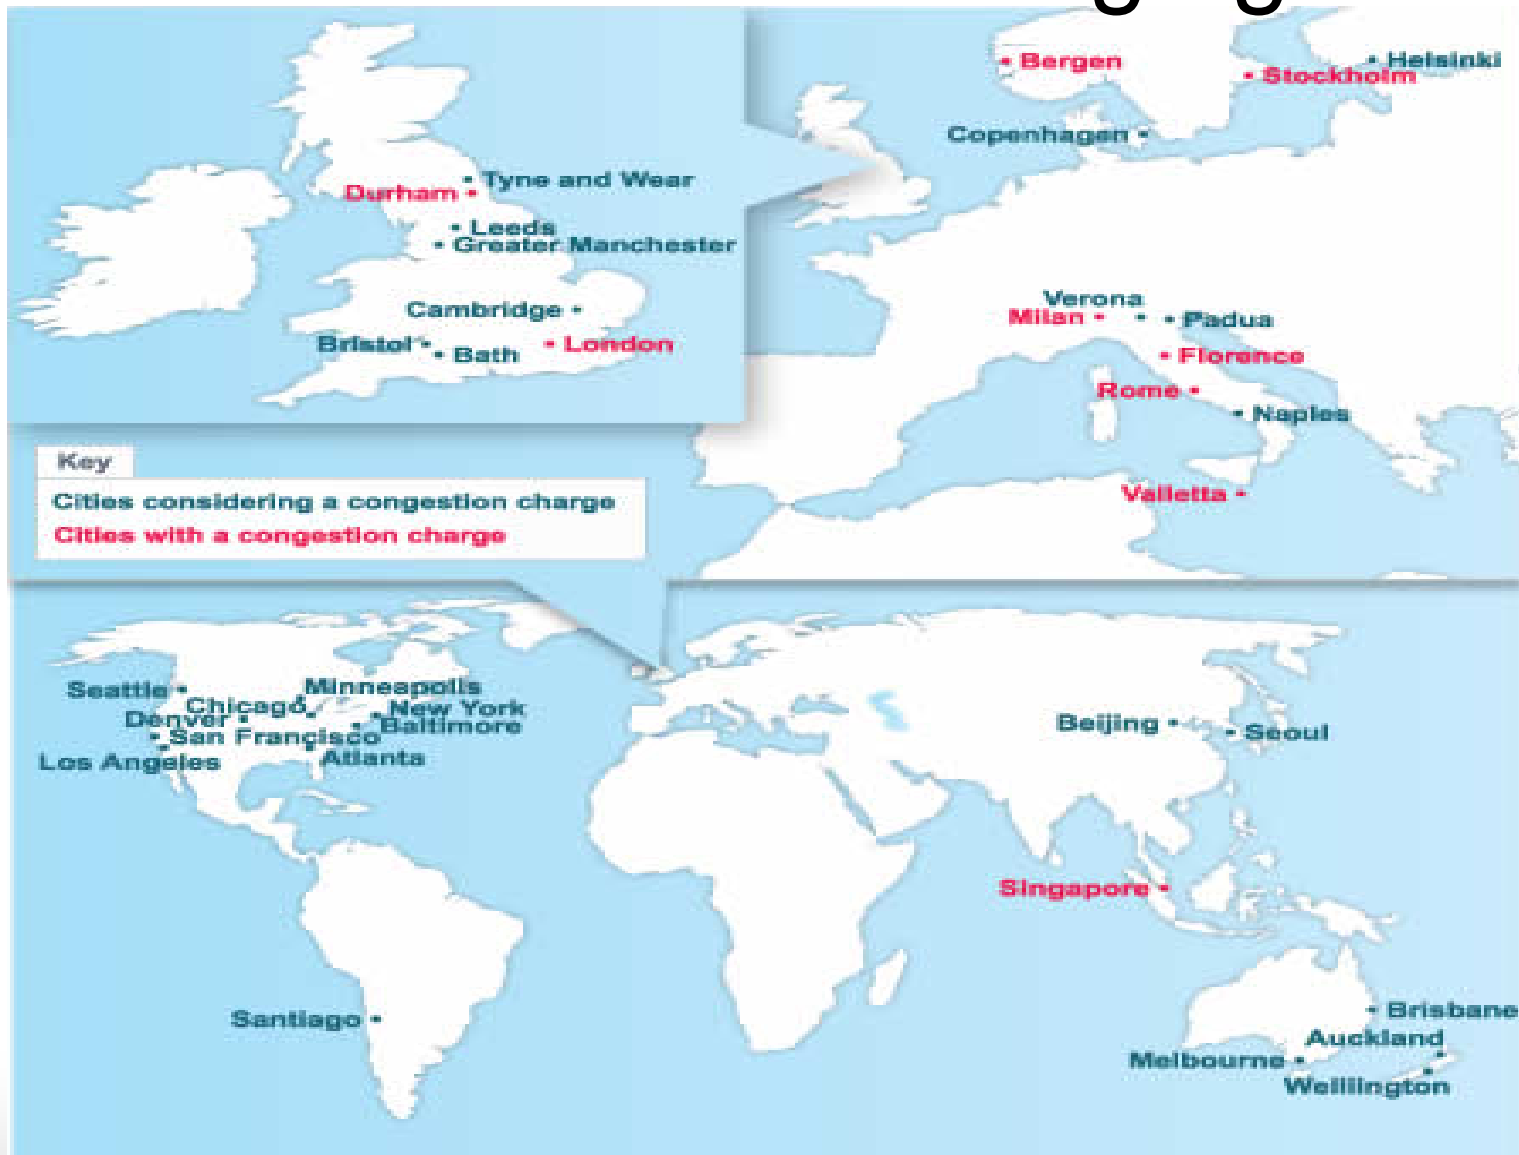 Bergen
Helsinki
Stockholm
Copenhagen
Tyne and Wear
Durham
Leeds
Greater Manchester
Cambridge
Bristol
London
Bath
Verona
Milan
Padua
Florence
Rome
Naples
Valletta
Key
Cities considering a congestion charge
Cities with a congestion charge
Seattle
Minneapolis
Chicago
New York
Denver
Baltimore
San Francisco
Los Angeles
Atlanta
Beijing
Seoul
Singapore
Santiago
Brisbane
Auckland
Melbourne
Welllington